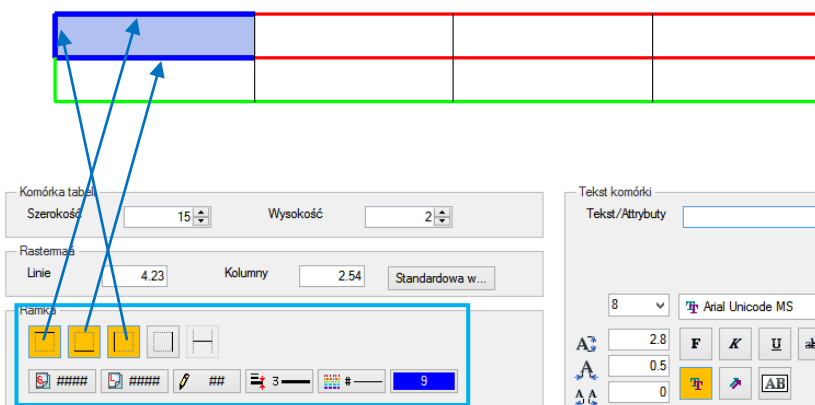 Komórka tabeli
Szerokość 15 Wysokość 2
Rastermaß
Linie 4.23 Kolumny 2.54 Standardowa w...
Ramka
#### #### ## 3 # 9
Tekst komórki
Tekst/Attrybuty
8 Arial Unicode MS
2.8 F K U ab
0.5
0 AB